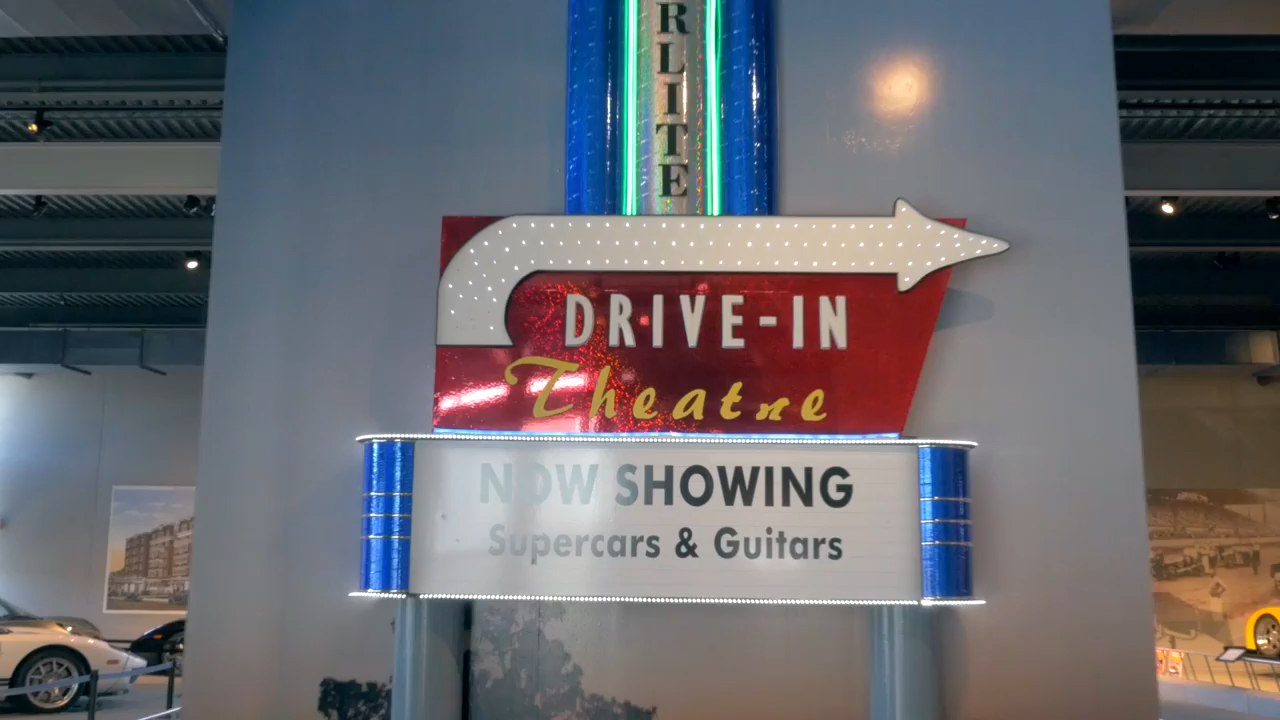 RLITE
DRIVE-IN
Theatre
NOW SHOWING
Supercars & Guitars